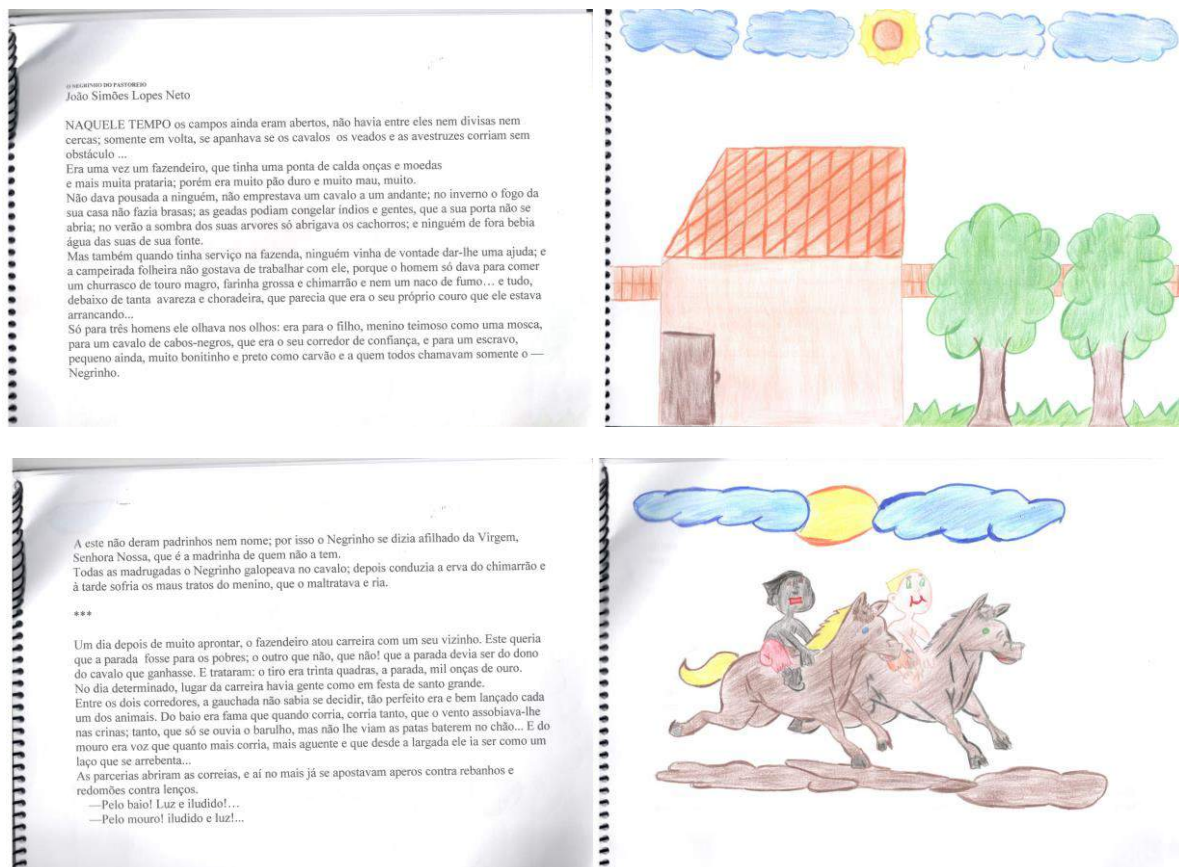 O NEGRINHO DO PASTOREIO
João Simões Lopes Neto
NAQUELE TEMPO os campos ainda eram abertos, não havia entre eles nem divisas nem
cercas; somente em volta, se apanhava se os cavalos os veados e as avestruzes corriam sem
obstáculo ...
Era uma vez um fazendeiro, que tinha uma ponta de calda onças e moedas
e mais muita prataria; porém era muito pão duro e muito mau, muito.
Não dava pousada a ninguém, não emprestava um cavalo a um andante; no inverno o fogo da
sua casa não fazia brasas; as geadas podiam congelar índios e gentes, que a sua porta não se
abria; no verão a sombra dos suas arvores só abrigava os cachorros; e ninguém de fora bebia
água das suas de sua fonte.
Mas também quando tinha serviço na fazenda, ninguém vinha de vontade dar-lhe uma ajuda; e
a campeirada folheira não gostava de trabalhar com ele, porque o homem só dava para comer
um churrasco de touro magro, farinha grossa e chimarrão e nem um naco de fumo… e tudo,
debaixo de tanta avareza e choradeira, que parecia que era o seu próprio couro que ele estava
arrancando...
Só para três homens ele olhava nos olhos: era para o filho, menino teimoso como uma mosca,
para um cavalo de cabos-negros, que era o seu corredor de confiança, e para um escravo,
pequeno ainda, muito bonitinho e preto como carvão e a quem todos chamavam somente o —
Negrinho.
A este não deram padrinhos nem nome; por isso o Negrinho se dizia afilhado da Virgem,
Senhora Nossa, que é a madrinha de quem não a tem.
Todas as madrugadas o Negrinho galopeava no cavalo; depois conduzia a erva do chimarrão e
à tarde sofria os maus tratos do menino, que o maltratava e ria.
***
Um dia depois de muito aprontar, o fazendeiro atou carreira com um seu vizinho. Este queria
que a parada fosse para os pobres; o outro que não, que não! que a parada devia ser do dono
do cavalo que ganhasse. E trataram: o tiro era trinta quadras, a parada, mil onças de ouro.
No dia determinado, lugar da carreira havia gente como em festa de santo grande.
Entre os dois corredores, a gauchada não sabia se decidir, tão perfeito era e bem lançado cada
um dos animais. Do baio era fama que quando corria, corria tanto, que o vento assobiava-lhe
nas crinas; tanto, que só se ouvia o barulho, mas não lhe viam as patas baterem no chão... E do
mouro era voz que quanto mais corria, mais aguente e que desde a largada ele ia ser como um
laço que se arrebenta...
As parcerias abriram as correias, e aí no mais já se apostavam aperos contra rebanhos e
redomões contra lenços.
—Pelo baio! Luz e iludido!…
—Pelo mouro! iludido e luz!...